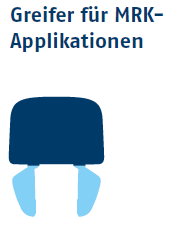 Greifer für MRK-
Applikationen